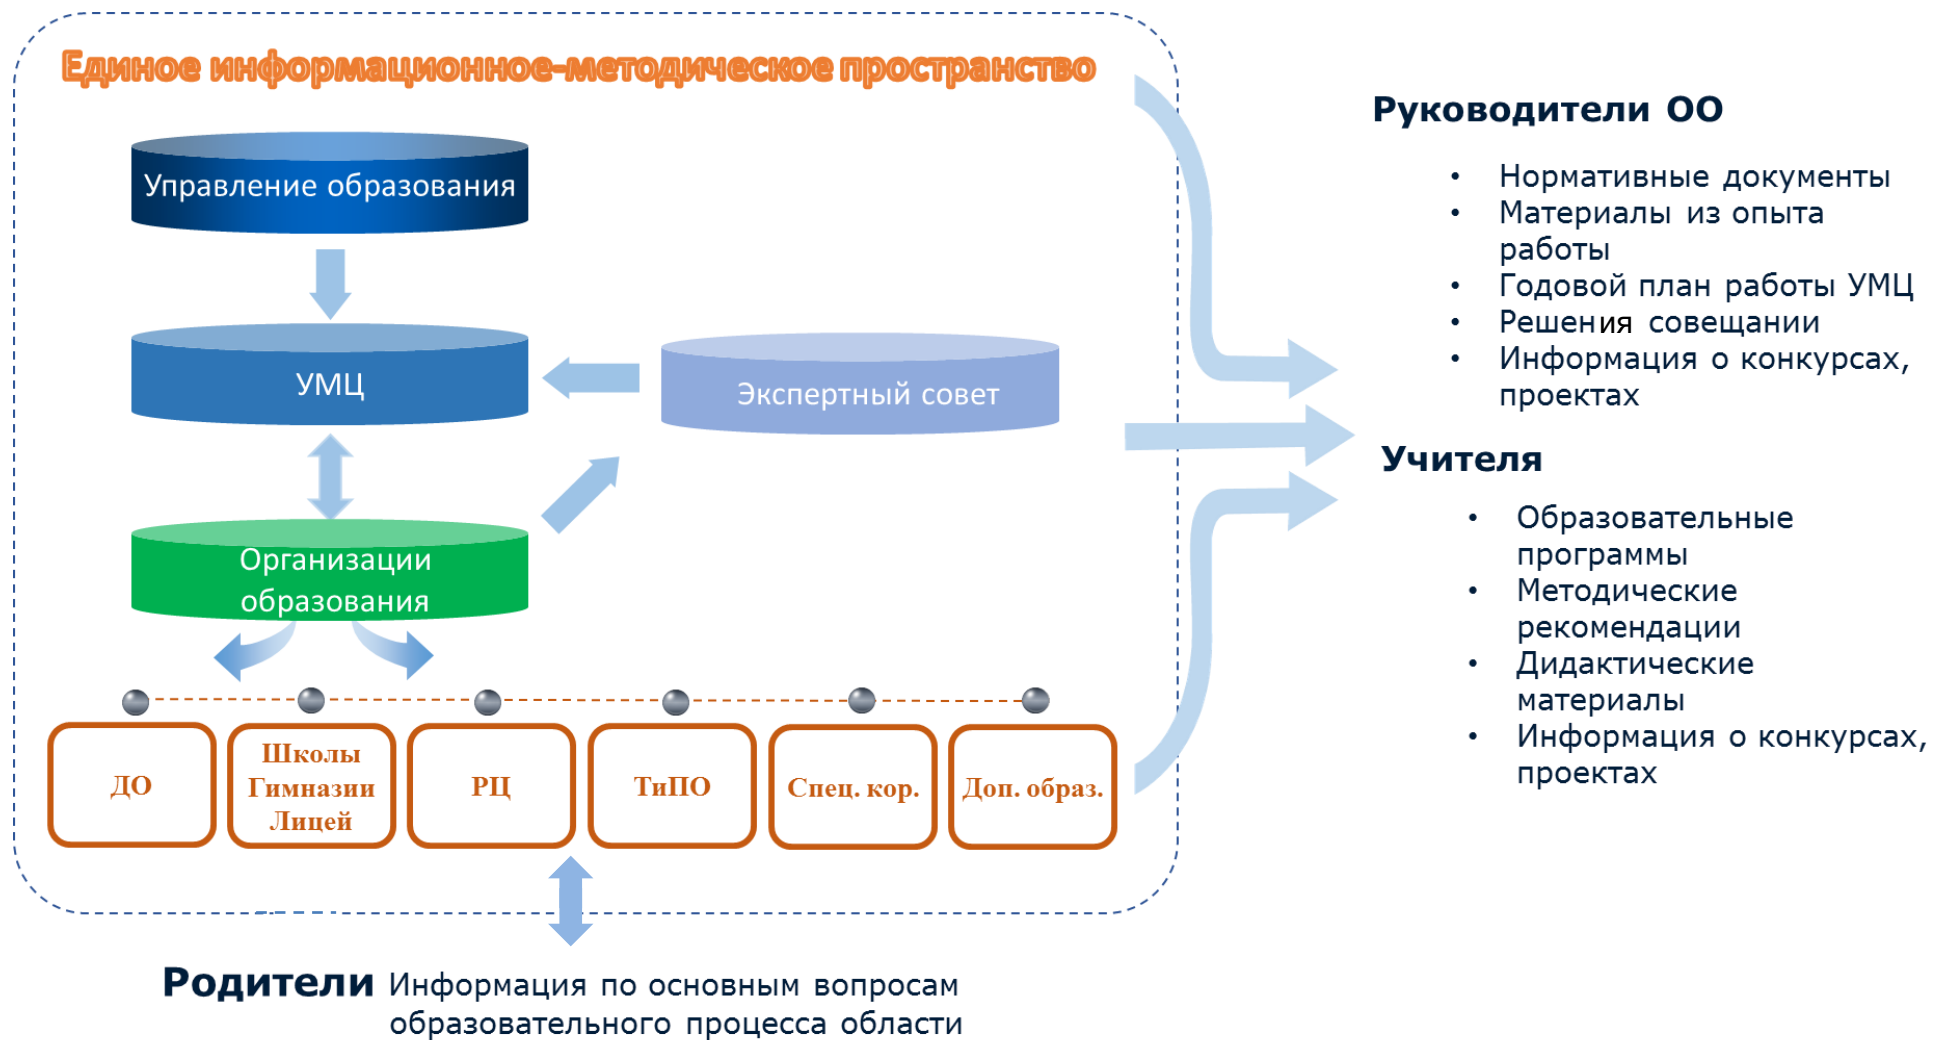 Единое информационное-методическое пространство
Управление образования
УМЦ
Экспертный совет
Организации
образования
ДО
Школы
Гимназии
Лицей
РЦ
ТиПО
Спец. кор.
Доп. образ.
Родители Информация по основным вопросам
образовательного процесса области
Руководители ОО
• Нормативные документы
• Материалы из опыта
работы
• Годовой план работы УМЦ
• Решения совещании
• Информация о конкурсах,
проектах
Учителя
• Образовательные
программы
• Методические
рекомендации
• Дидактические
материалы
• Информация о конкурсах,
проектах